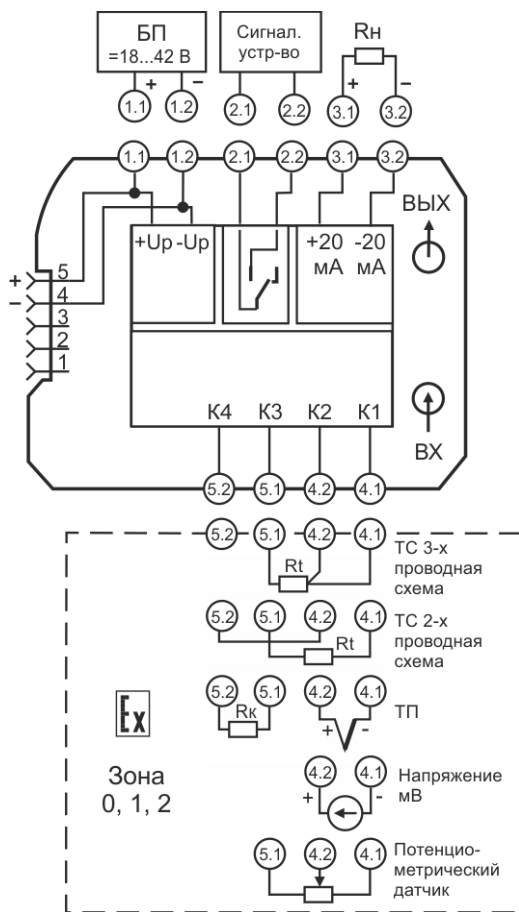 БП
=18...42 В
Сигнал.
устр-во
Rн
+ − + −
1.1 1.2 2.1 2.2 3.1 3.2
1.1 1.2 2.1 2.2 3.1 3.2
ВЫХ
+Up -Up
+20 -20
мА мА
+ 5
− 4
3
2
1
K4 K3 K2 K1
ВХ
5.2 5.1 4.2 4.1
5.2 5.1 4.2 4.1
Rt
ТС 3-х
проводная
схема
5.2 5.1 4.2 4.1
Rt
ТС 2-х
проводная
схема
5.2 5.1 4.2 4.1
Rк
+ -
ТП
Ex
Зона
0, 1, 2
4.2 4.1
+ -
Напряжение
мВ
5.1 4.2 4.1
Потенцио-
метрический
датчик